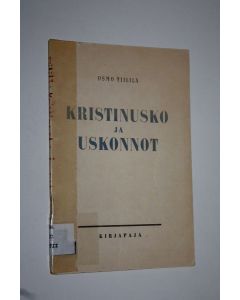 OSMO TIILILÄ
KRISTINUSKO
JA
USKONNOT
KIRJAPAJA